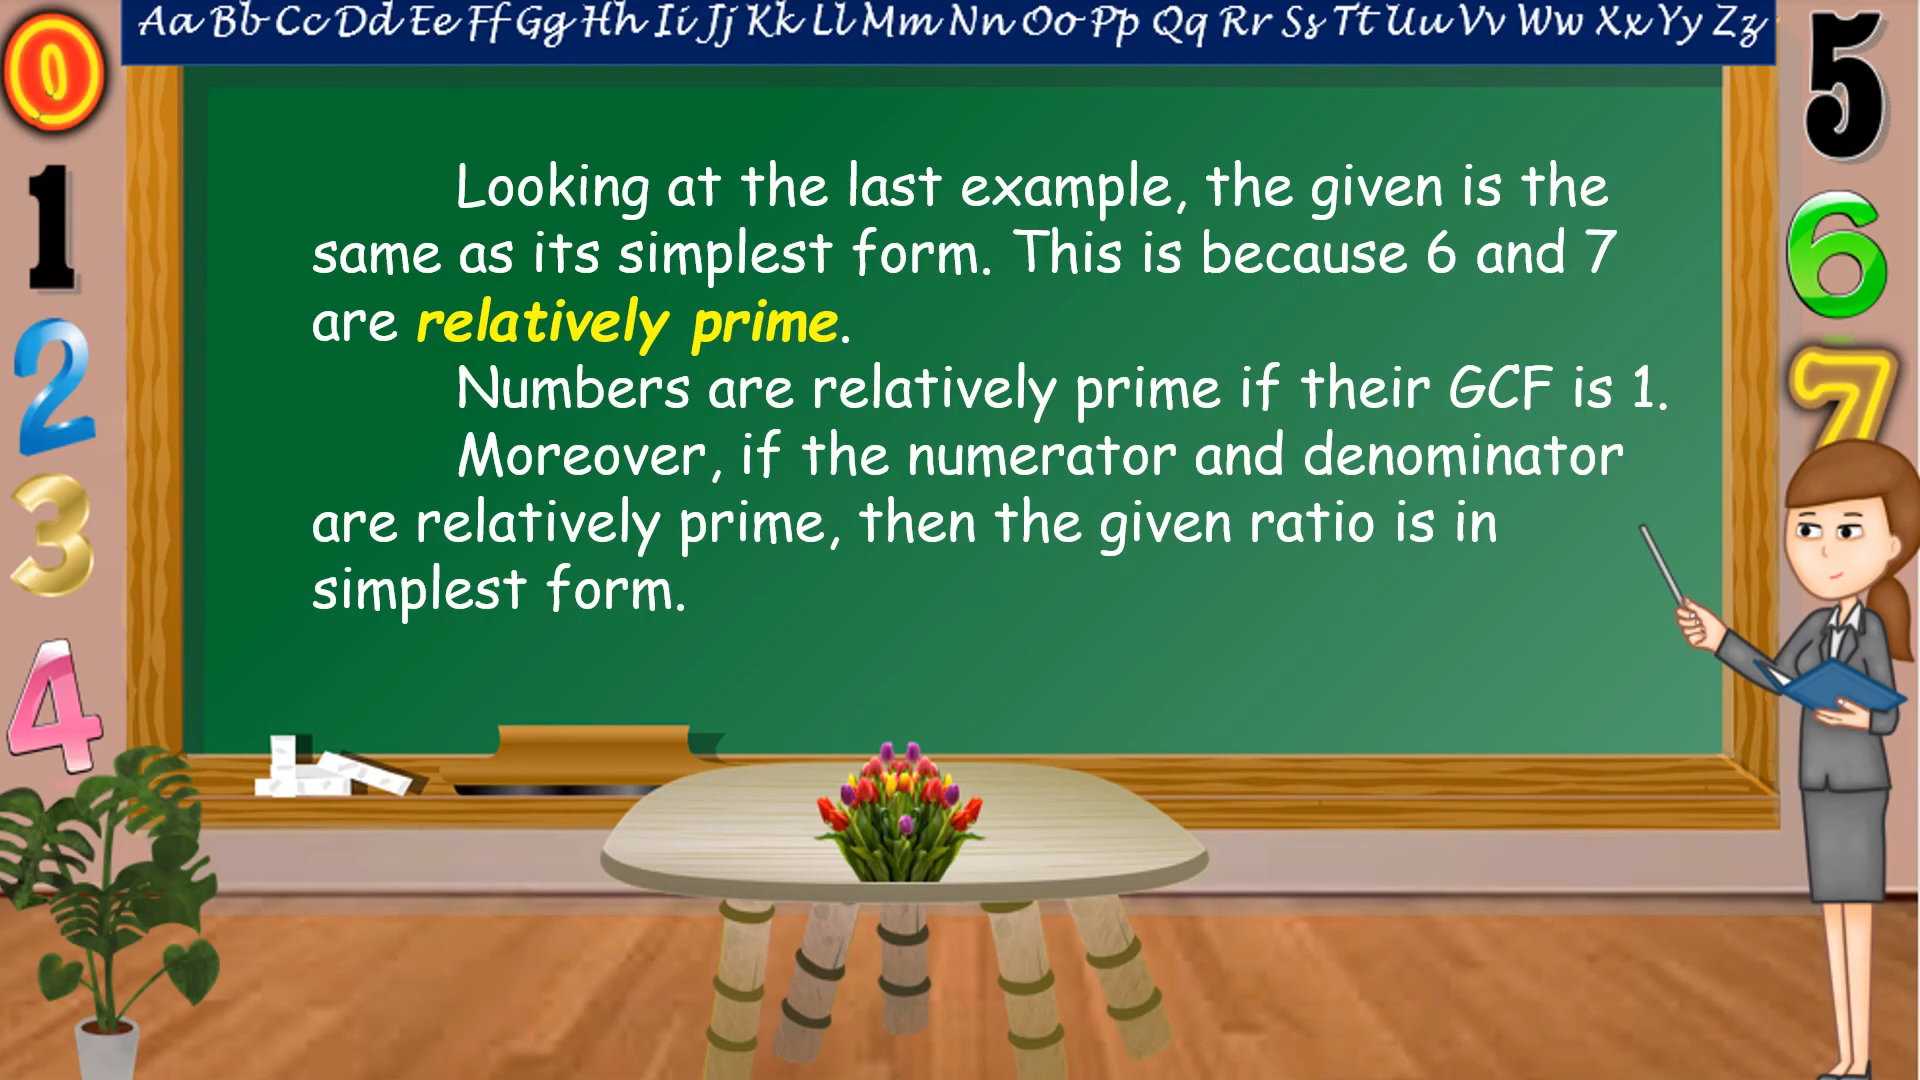 Aa Bb Cc Dd Ee Ff Gg Hh Ii Jj Kk Ll Mm Nn Oo Pp Qq Rr Ss Tt Uu Vv Ww Xx Yy Zz
0
1
2
3
4
Looking at the last example, the given is the
same as its simplest form. This is because 6 and 7
are relatively prime.
Numbers are relatively prime if their GCF is 1.
Moreover, if the numerator and denominator
are relatively prime, then the given ratio is in
simplest form.
5
6
7